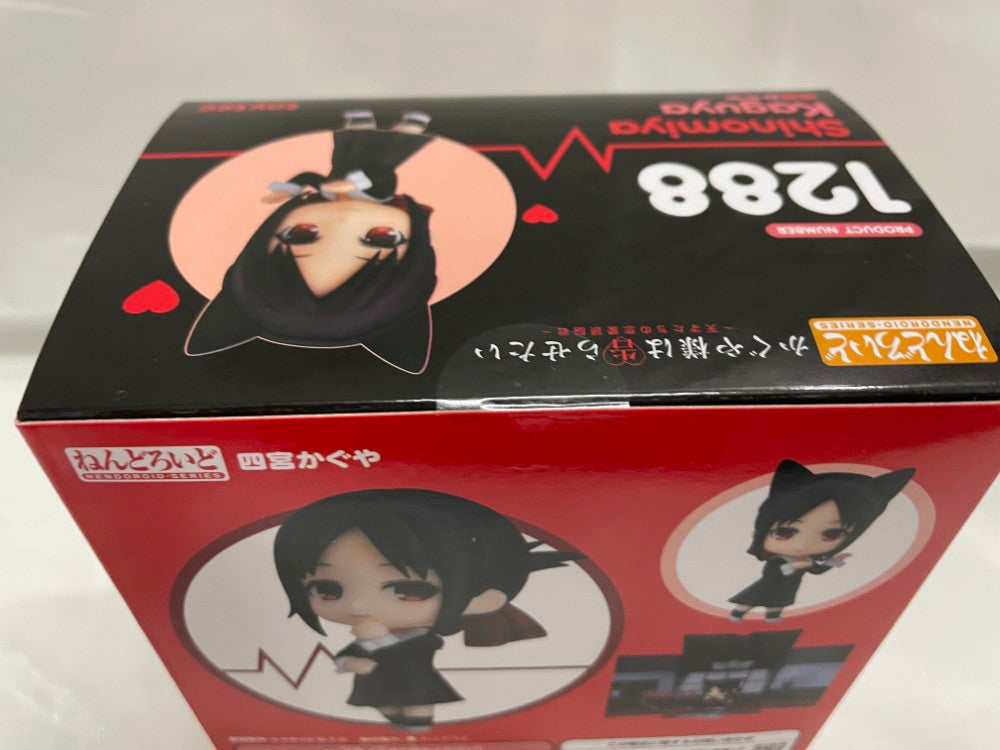 Shinomiya
Kaguya
1288
PRODUCT NUMBER
ねんどろいど
NENDOROID-SERIES
かぐや様は告らせたい
-天才たちの恋愛頭脳戦-
ねんどろいど
NENDOROID-SERIES
四宮かぐや